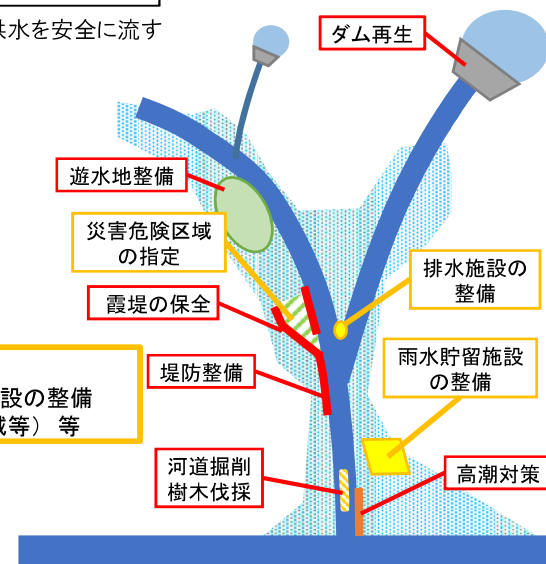 洪水を安全に流す
ダム再生
遊水地整備
災害危険区域
の指定
排水施設の
整備
霞堤の保全
雨水貯留施設
の整備
堤防整備
設の整備
域等） 等
河道掘削
樹木伐採
高潮対策